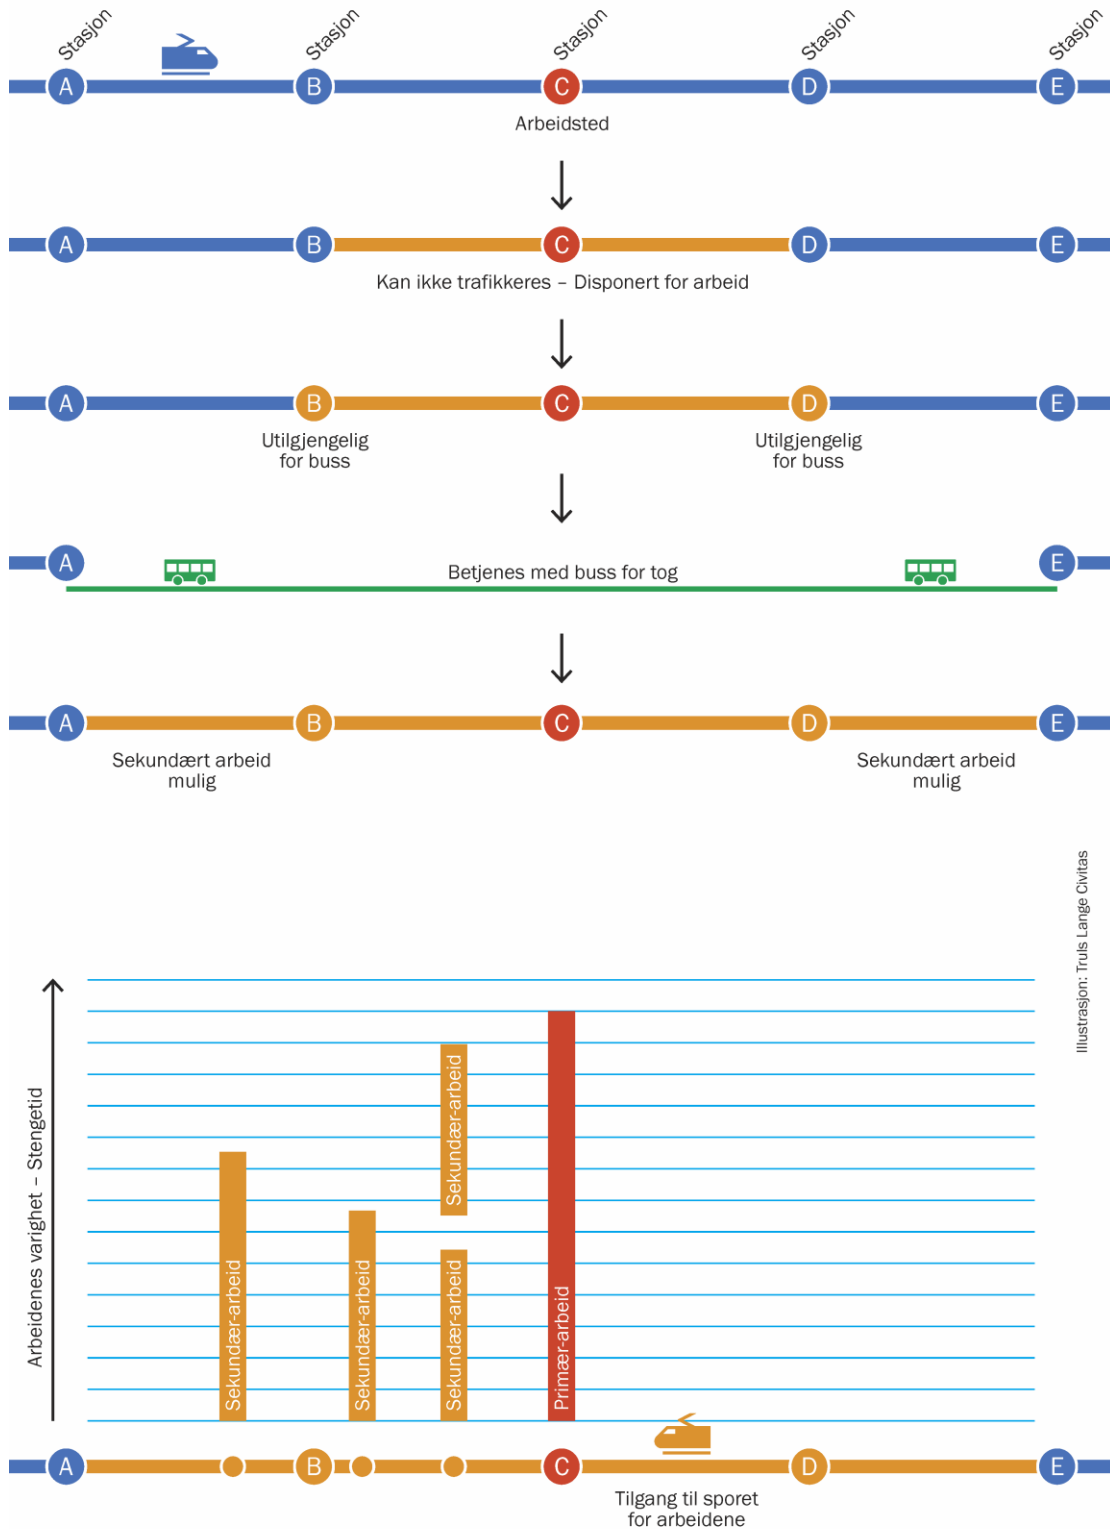 Stasjon
Stasjon
Stasjon
Stasjon
Stasjon
A
B
C
D
E
Arbeidsted
A
B
C
D
E
Kan ikke trafikkeres – Disponert for arbeid
A
B
C
D
E
Utilgjengelig
for buss
Utilgjengelig
for buss
A
E
Betjenes med buss for tog
A
B
C
D
E
Sekundært arbeid
mulig
Sekundært arbeid
mulig
Illustrasjon: Truls Lange Civitas
Arbeidenes varighet – Stengetid
Sekundær-arbeid
Sekundær-arbeid
Sekundær-arbeid
Sekundær-arbeid
Primær-arbeid
A
B
C
D
E
Tilgang til sporet
for arbeidene